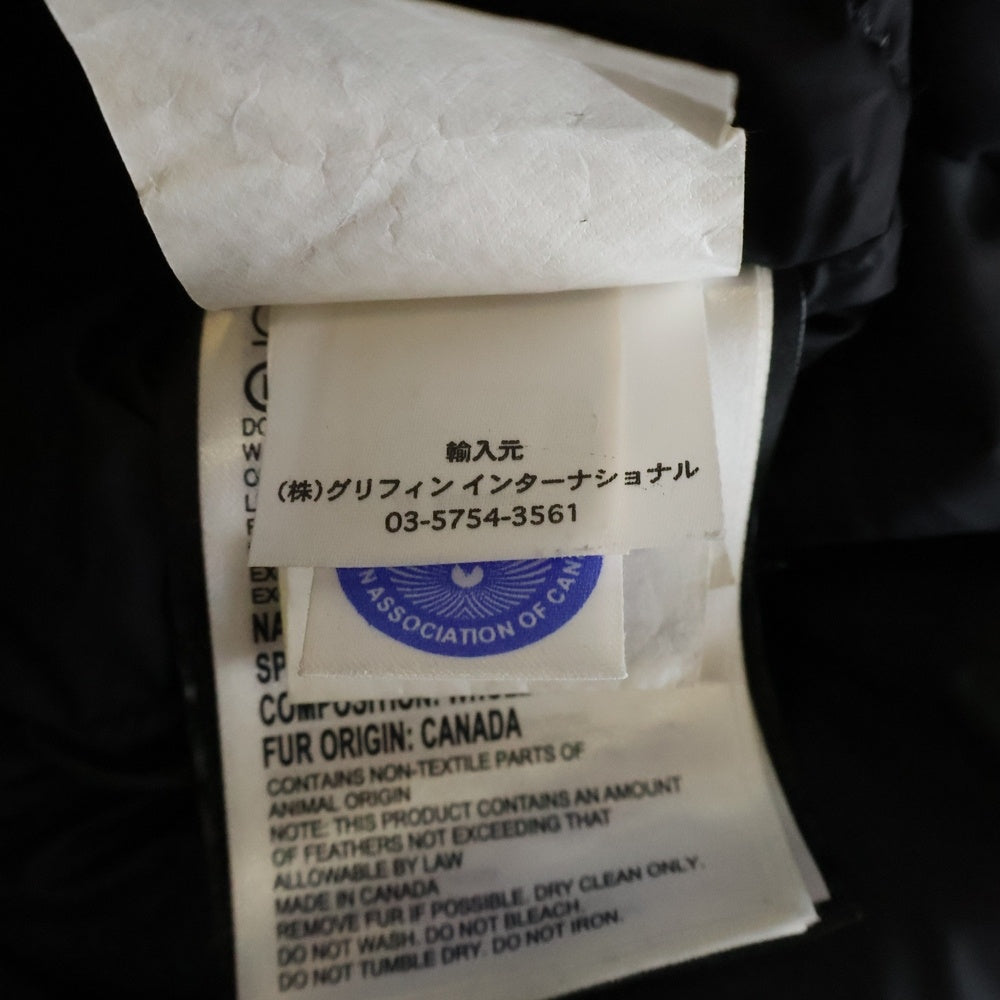 輸入元
(株)グリフィン インターナショナル
03-5754-3561
ASSOCIATION OF CAN
COMPOSITION:
FUR ORIGIN: CANADA
CONTAINS NON-TEXTILE PARTS OF
ANIMAL ORIGIN
NOTE: THIS PRODUCT CONTAINS AN AMOUNT
OF FEATHERS NOT EXCEEDING THAT
ALLOWABLE BY LAW
MADE IN CANADA
REMOVE FUR IF POSSIBLE. DRY CLEAN ONLY.
DO NOT WASH. DO NOT BLEACH.
DO NOT TUMBLE DRY. DO NOT IRON.